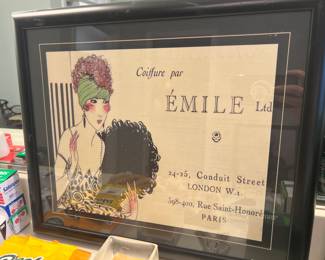 Coiffure par
ÉMILE Ltd
24-25, Conduit Street
LONDON W.1.
398-400, Rue Saint-Honoré
PARIS